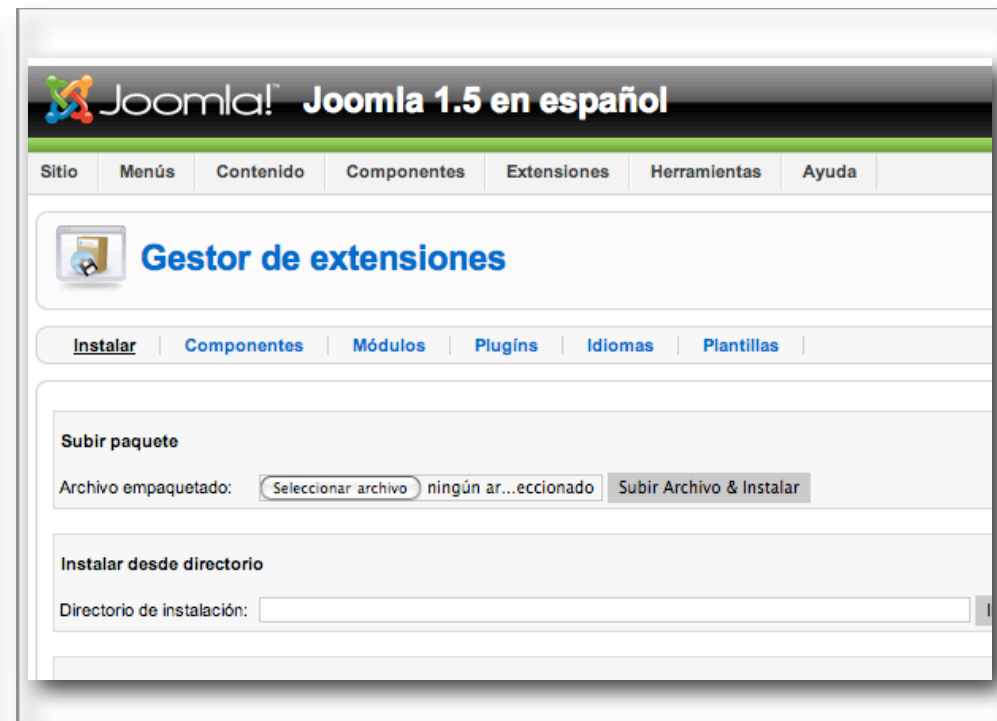 Joomla!™ Joomla 1.5 en español
Sitio Menús Contenido Componentes Extensiones Herramientas Ayuda
Gestor de extensiones
Instalar Componentes Módulos Plugíns Idiomas Plantillas
Subir paquete
Archivo empaquetado: Seleccionar archivo ningún ar...eccionado Subir Archivo & Instalar
Instalar desde directorio
Directorio de instalación: